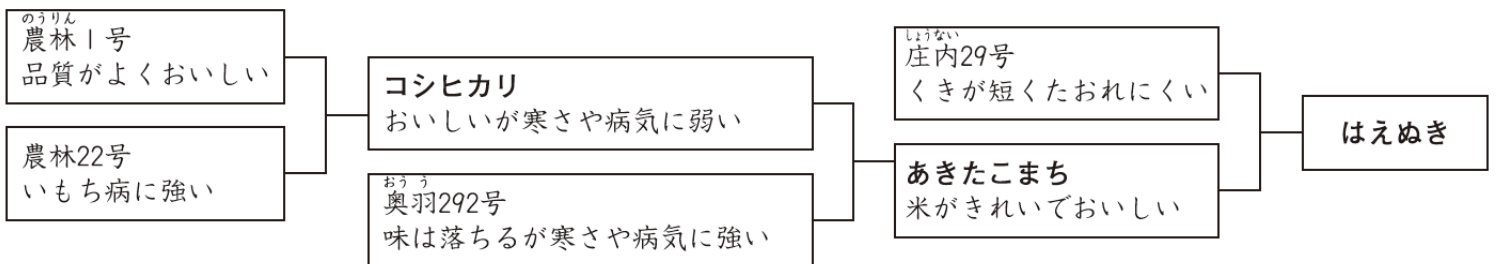 のうりん
農林1号
品質がよくおいしい
農林22号
いもち病に強い
コシヒカリ
おいしいが寒さや病気に弱い
おう う
奥羽292号
味は落ちるが寒さや病気に強い
しょうない
庄内29号
くきが短くたおれにくい
あきたこまち
米がきれいでおいしい
はえぬき